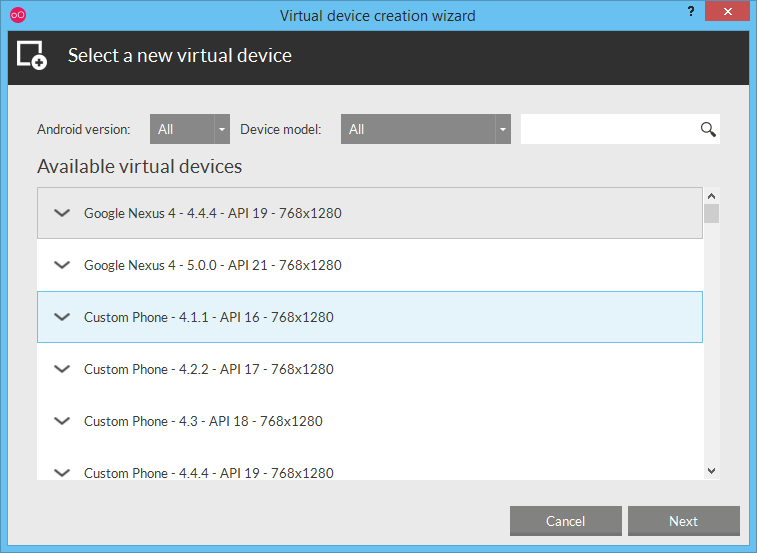 Virtual device creation wizard
?
Select a new virtual device
Android version: All Device model: All
Available virtual devices
Google Nexus 4 - 4.4.4 - API 19 - 768x1280
Google Nexus 4 - 5.0.0 - API 21 - 768x1280
Custom Phone - 4.1.1 - API 16 - 768x1280
Custom Phone - 4.2.2 - API 17 - 768x1280
Custom Phone - 4.3 - API 18 - 768x1280
Custom Phone - 4.4.4 - API 19 - 768x1280
Cancel Next